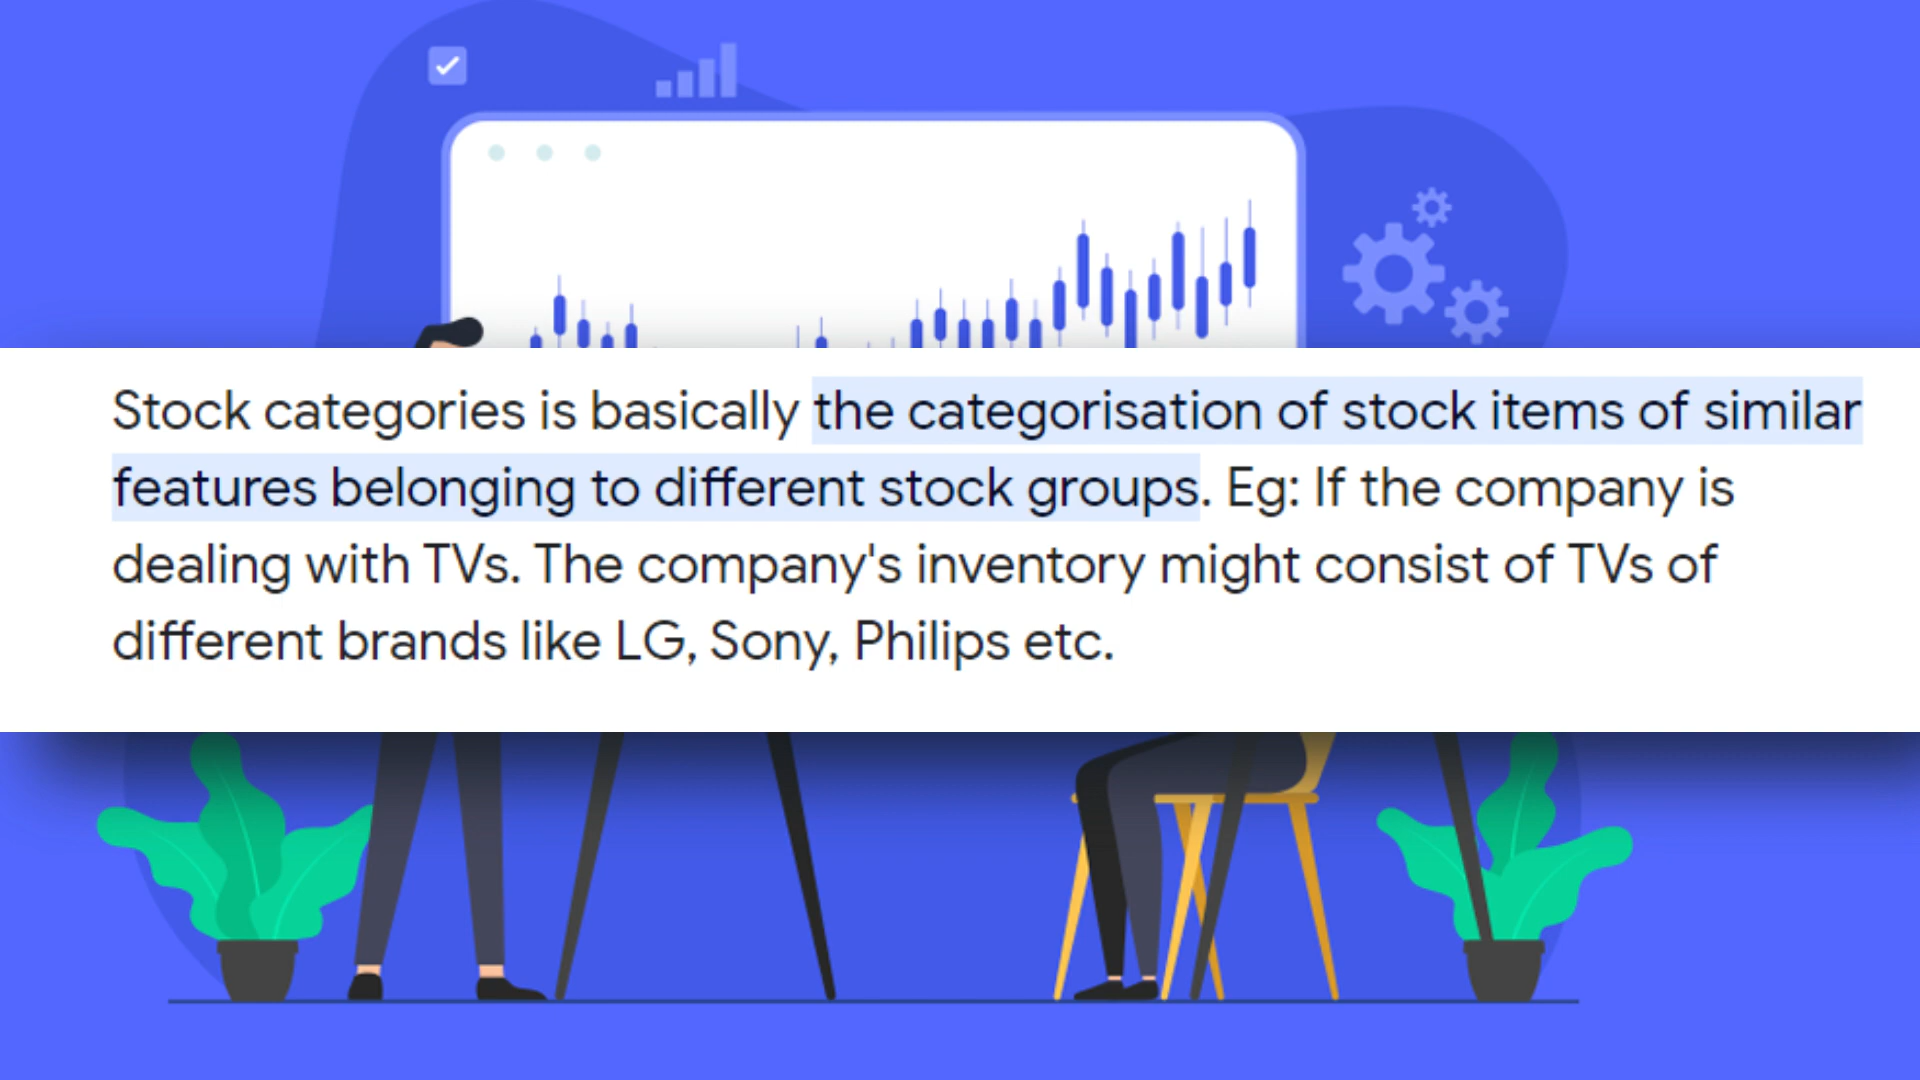 Stock categories is basically the categorisation of stock items of similar
features belonging to different stock groups. Eg: If the company is
dealing with TVs. The company's inventory might consist of TVs of
different brands like LG, Sony, Philips etc.